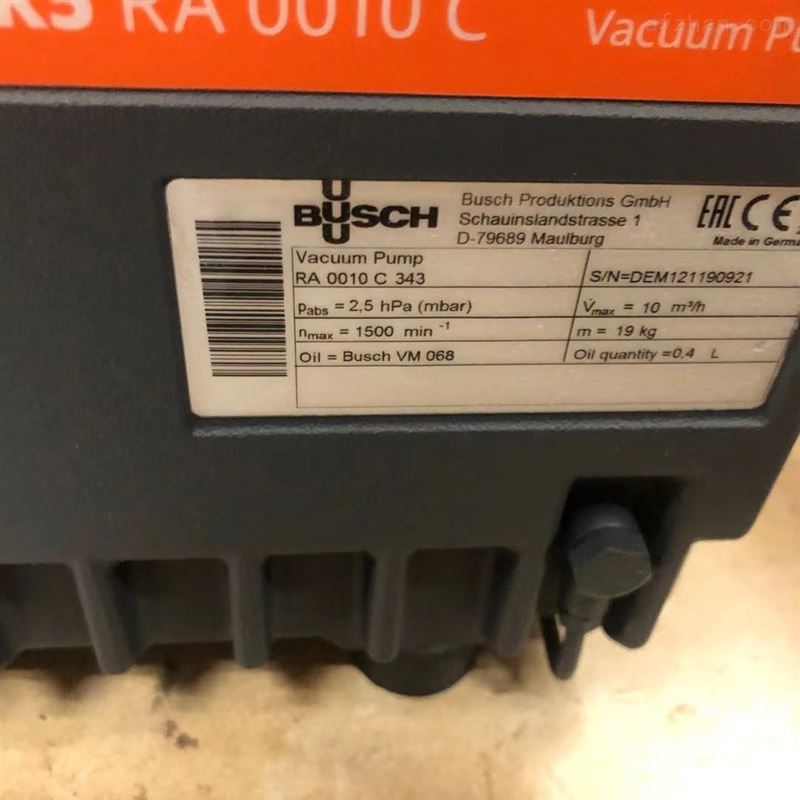 RA 0010 C
Vacuum
afzhan.com
BUSCH
Busch Produktions GmbH
Schauinslandstrasse 1
D-79689 Maulburg
EAC CE
Made in Germa
Vacuum Pump
RA 0010 C 343
S/N=DEM121190921
Pabs = 2,5 hPa (mbar)
V̇max = 10 m³/h
nmax = 1500 min -1
m = 19 kg
Oil = Busch VM 068
Oil quantity =0.4 L